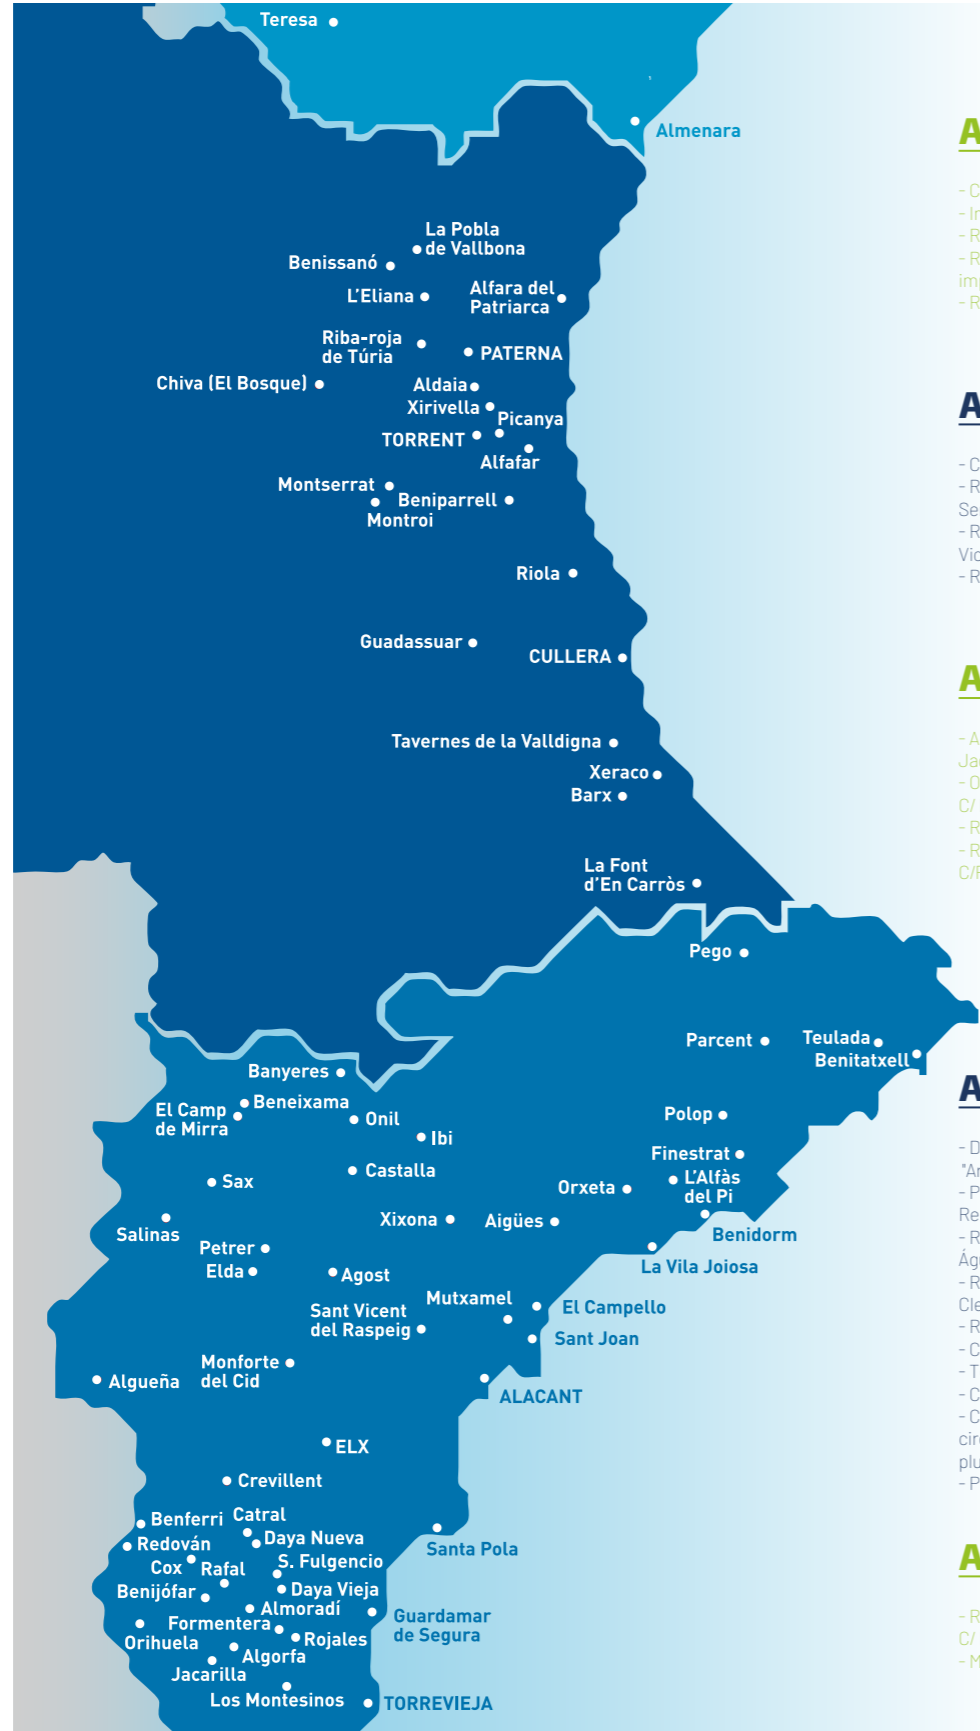 Teresa
Almenara
La Pobla
de Vallbona
Benissanó
L'Eliana
Alfara del
Patriarca
Riba-roja
de Túria
PATERNA
Chiva (El Bosque)
Aldaia
Xirivella
Picanya
TORRENT
Alfafar
Montserrat
Beniparrell
Montroi
Riola
Guadassuar
CULLERA
Tavernes de la Valldigna
Xeraco
Barx
La Font
d'En Carròs
Pego
Parcent
Teulada
Benitatxell
Banyeres
Beneixama
El Camp
de Mirra
Onil
Ibi
Polop
Castalla
Finestrat
Sax
L'Alfàs
del Pi
Orxeta
Salinas
Xixona
Aigües
Benidorm
Petrer
Elda
Agost
La Vila Joiosa
Mutxamel
El Campello
Sant Vicent
del Raspeig
Sant Joan
Monforte
del Cid
Algueña
ALACANT
ELX
Crevillent
Benferri
Catral
Redován
Daya Nueva
Santa Pola
Cox
Rafal
S. Fulgencio
Benijófar
Daya Vieja
Almoradí
Guardamar
de Segura
Formentera
Orihuela
Rojales
Algorfa
Jacarilla
Los Montesinos
TORREVIEJA
A
- C
- R
- R
- R
A
- C
- R
- R
- R
A
- A
- O
C/
- R
- R
A
- D
- P
- R
- R
- R
- C
- T
- C
- C
- P
A
- R
C/
- M